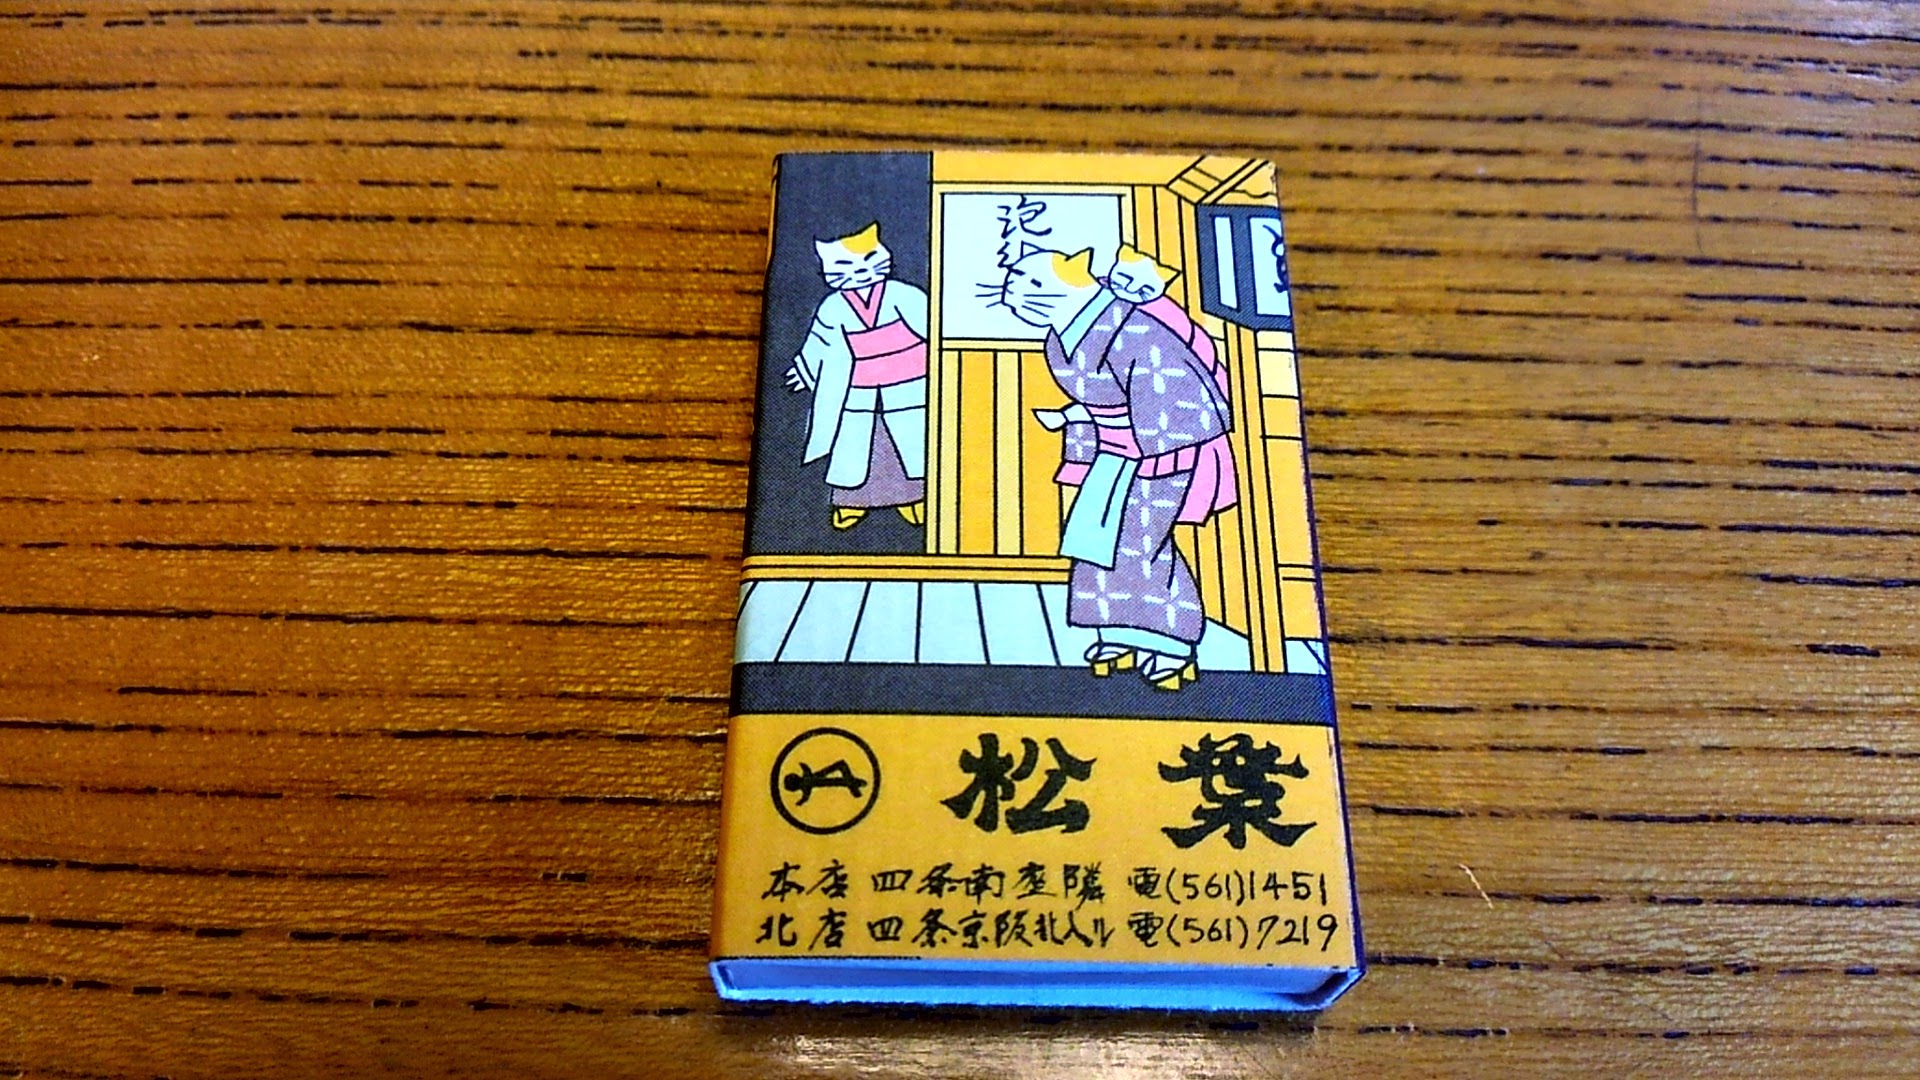 泡
松葉
本店 四条南座隣 電(561)1451
北店 四条京阪北入ル 電(561)7219